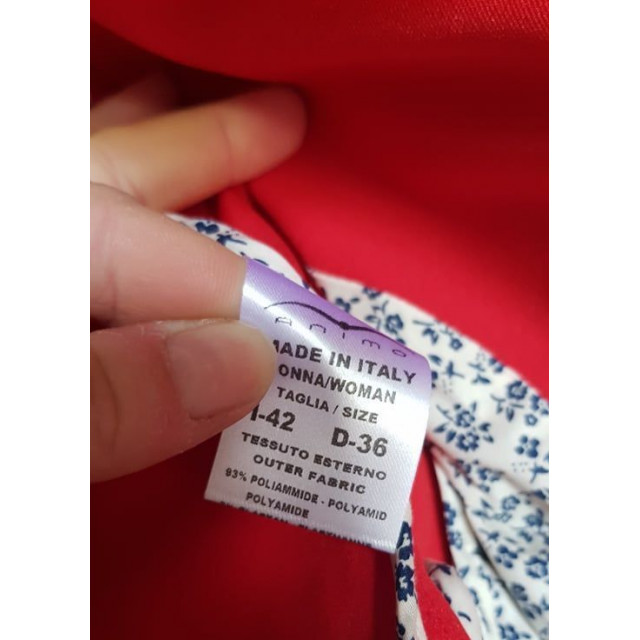 Animo
MADE IN ITALY
DONNA/WOMAN
TAGLIA / SIZE
I-42 D-36
TESSUTO ESTERNO
OUTER FABRIC
93% POLIAMMIDE - POLYAMID
POLYAMIDE